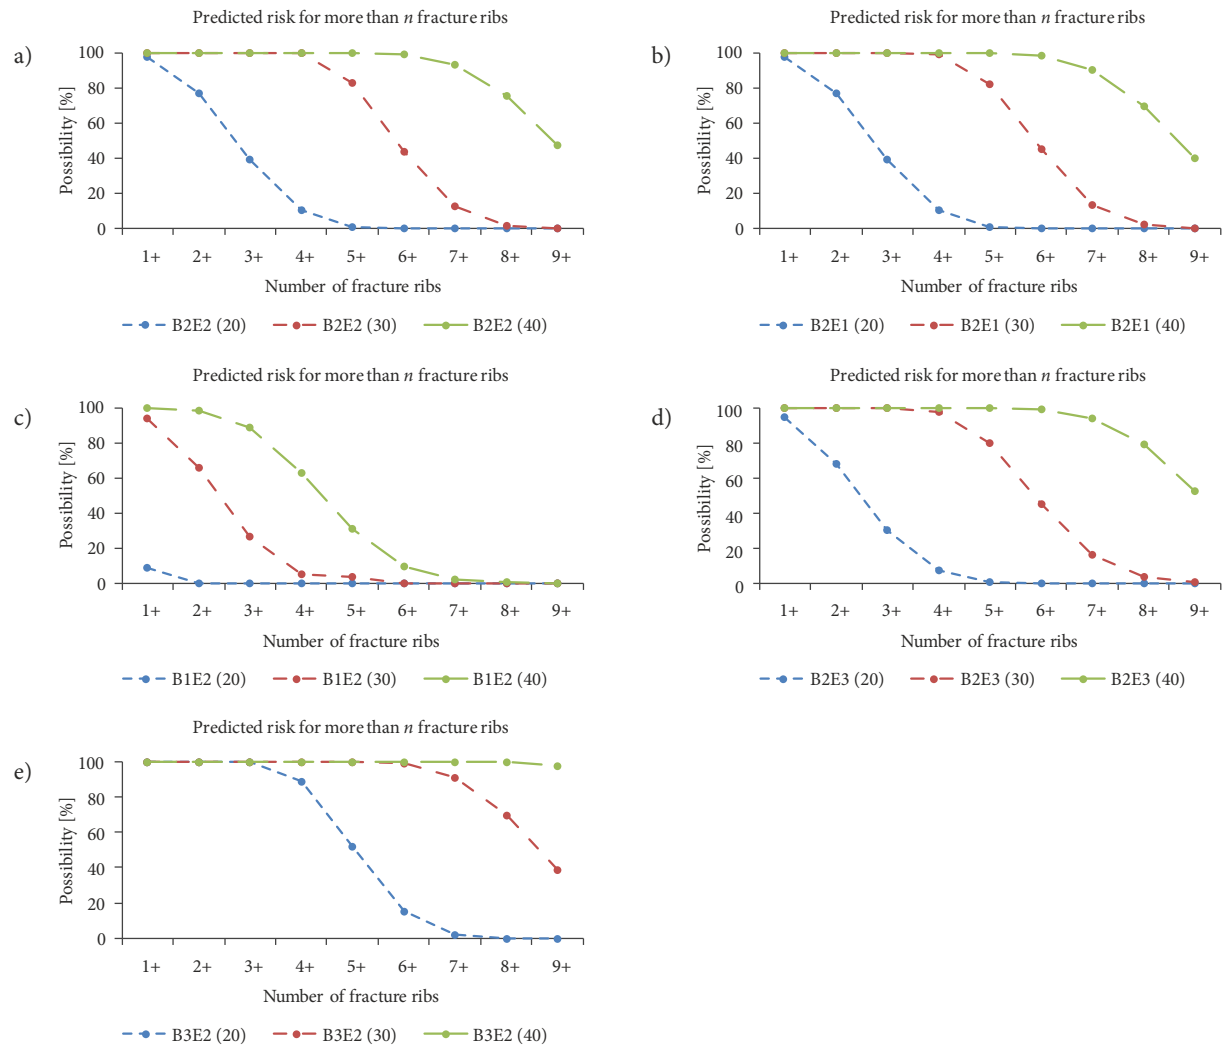 a)
Predicted risk for more than n fracture ribs
Possibility [%]
100
80
60
40
20
0
1+ 2+ 3+ 4+ 5+ 6+ 7+ 8+ 9+
Number of fracture ribs
B2E2 (20) B2E2 (30) B2E2 (40)
b)
Predicted risk for more than n fracture ribs
Possibility [%]
100
80
60
40
20
0
1+ 2+ 3+ 4+ 5+ 6+ 7+ 8+ 9+
Number of fracture ribs
B2E1 (20) B2E1 (30) B2E1 (40)
c)
Predicted risk for more than n fracture ribs
Possibility [%]
100
80
60
40
20
0
1+ 2+ 3+ 4+ 5+ 6+ 7+ 8+ 9+
Number of fracture ribs
B1E2 (20) B1E2 (30) B1E2 (40)
d)
Predicted risk for more than n fracture ribs
Possibility [%]
100
80
60
40
20
0
1+ 2+ 3+ 4+ 5+ 6+ 7+ 8+ 9+
Number of fracture ribs
B2E3 (20) B2E3 (30) B2E3 (40)
e)
Predicted risk for more than n fracture ribs
Possibility [%]
100
80
60
40
20
0
1+ 2+ 3+ 4+ 5+ 6+ 7+ 8+ 9+
Number of fracture ribs
B3E2 (20) B3E2 (30) B3E2 (40)